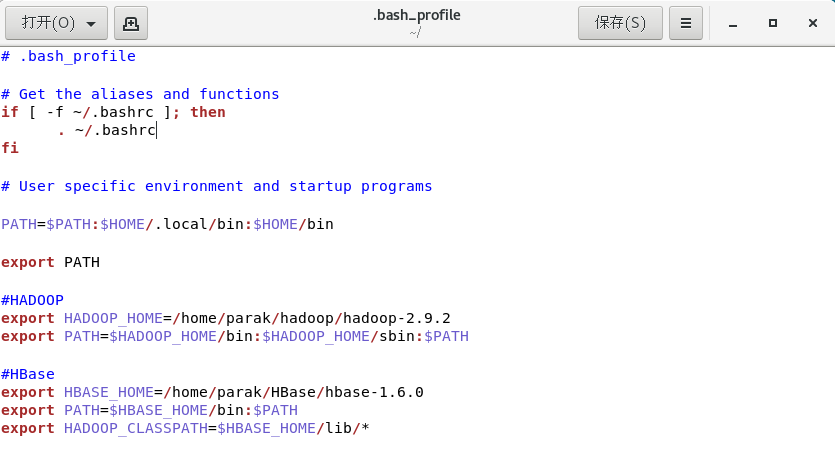 打开(O)
.bash_profile
~/
保存(S)
# .bash_profile
# Get the aliases and functions
if [ -f ~/.bashrc ]; then
. ~/.bashrc
fi
# User specific environment and startup programs
PATH=$PATH:$HOME/.local/bin:$HOME/bin
export PATH
#HADOOP
export HADOOP_HOME=/home/parak/hadoop/hadoop-2.9.2
export PATH=$HADOOP_HOME/bin:$HADOOP_HOME/sbin:$PATH
#HBase
export HBASE_HOME=/home/parak/HBase/hbase-1.6.0
export PATH=$HBASE_HOME/bin:$PATH
export HADOOP_CLASSPATH=$HBASE_HOME/lib/*